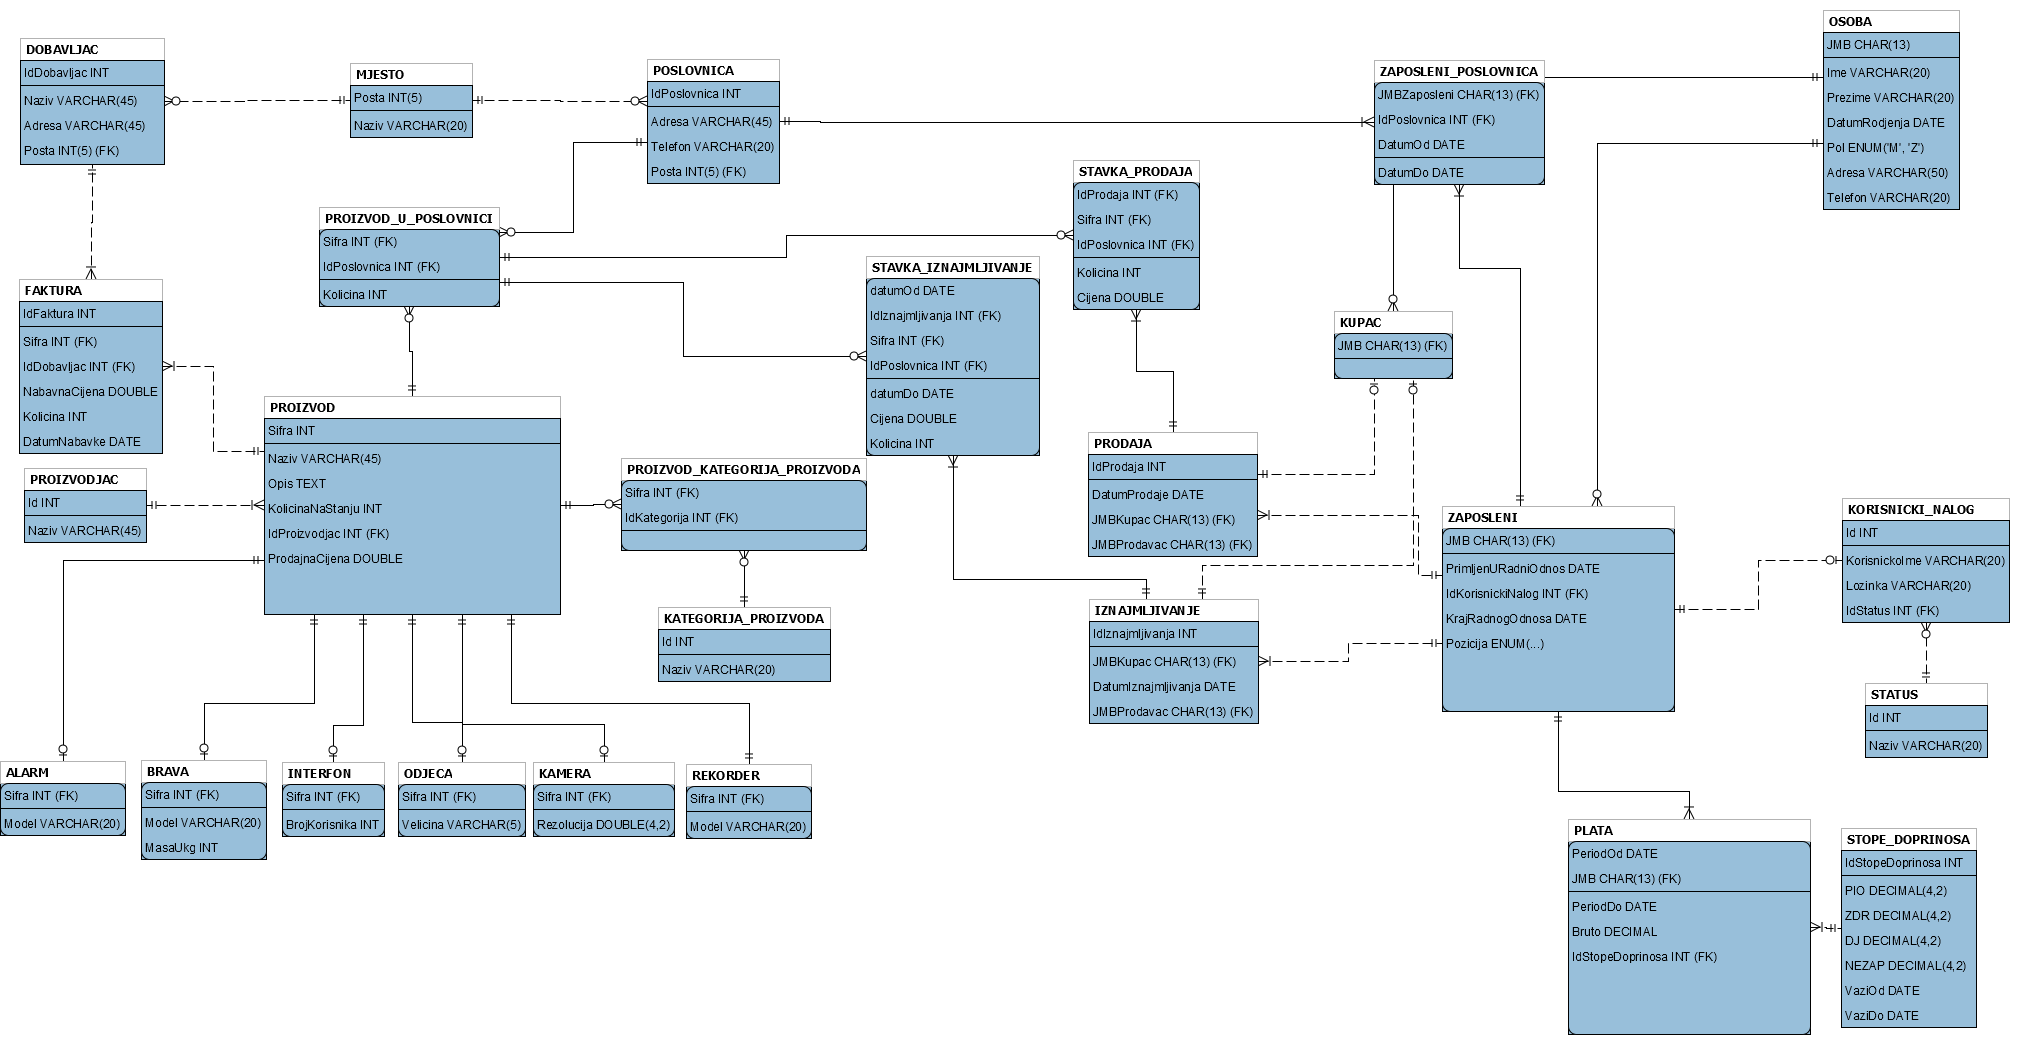 DOBAVLJAC
IdDobavljac INT
Naziv VARCHAR(45)
Adresa VARCHAR(45)
Posta INT(5) (FK)
MJESTO
Posta INT(5)
Naziv VARCHAR(20)
POSLOVNICA
IdPoslovnica INT
Adresa VARCHAR(45)
Telefon VARCHAR(20)
Posta INT(5) (FK)
ZAPOSLENI_POSLOVNICA
JMBZaposleni CHAR(13) (FK)
IdPoslovnica INT (FK)
DatumOd DATE
DatumDo DATE
OSOBA
JMB CHAR(13)
Ime VARCHAR(20)
Prezime VARCHAR(20)
DatumRodjenja DATE
Pol ENUM('M', 'Z')
Adresa VARCHAR(50)
Telefon VARCHAR(20)
PROIZVOD_U_POSLOVNICI
Sifra INT (FK)
IdPoslovnica INT (FK)
Kolicina INT
STAVKA_PRODAJA
IdProdaja INT (FK)
Sifra INT (FK)
IdPoslovnica INT (FK)
Kolicina INT
Cijena DOUBLE
STAVKA_IZNAJMLJIVANJE
datumOd DATE
IdIznajmljivanja INT (FK)
Sifra INT (FK)
IdPoslovnica INT (FK)
datumDo DATE
Cijena DOUBLE
Kolicina INT
FAKTURA
IdFaktura INT
Sifra INT (FK)
IdDobavljac INT (FK)
NabavnaCijena DOUBLE
Kolicina INT
DatumNabavke DATE
KUPAC
JMB CHAR(13) (FK)
PROIZVOD
Sifra INT
Naziv VARCHAR(45)
Opis TEXT
KolicinaNaStanju INT
IdProizvodjac INT (FK)
ProdajnaCijena DOUBLE
PROIZVODJAC
Id INT
Naziv VARCHAR(45)
PROIZVOD_KATEGORIJA_PROIZVODA
Sifra INT (FK)
IdKategorija INT (FK)
PRODAJA
IdProdaja INT
DatumProdaje DATE
JMBKupac CHAR(13) (FK)
JMBProdavac CHAR(13) (FK)
ZAPOSLENI
JMB CHAR(13) (FK)
PrimljenURadniOdnos DATE
IdKorisnickiNalog INT (FK)
KrajRadnogOdnosa DATE
Pozicija ENUM(...)
KORISNICKI_NALOG
Id INT
KorisnickoIme VARCHAR(20)
Lozinka VARCHAR(20)
IdStatus INT (FK)
KATEGORIJA_PROIZVODA
Id INT
Naziv VARCHAR(20)
IZNAJMLJIVANJE
IdIznajmljivanja INT
JMBKupac CHAR(13) (FK)
DatumIznajmljivanja DATE
JMBProdavac CHAR(13) (FK)
STATUS
Id INT
Naziv VARCHAR(20)
ALARM
Sifra INT (FK)
Model VARCHAR(20)
BRAVA
Sifra INT (FK)
Model VARCHAR(20)
MasaUkg INT
INTERFON
Sifra INT (FK)
BrojKorisnika INT
ODJECA
Sifra INT (FK)
Velicina VARCHAR(5)
KAMERA
Sifra INT (FK)
Rezolucija DOUBLE(4,2)
REKORDER
Sifra INT (FK)
Model VARCHAR(20)
PLATA
PeriodOd DATE
JMB CHAR(13) (FK)
PeriodDo DATE
Bruto DECIMAL
IdStopeDoprinosa INT (FK)
STOPE_DOPRINOSA
IdStopeDoprinosa INT
PIO DECIMAL(4,2)
ZDR DECIMAL(4,2)
DJ DECIMAL(4,2)
NEZAP DECIMAL(4,2)
VaziOd DATE
VaziDo DATE